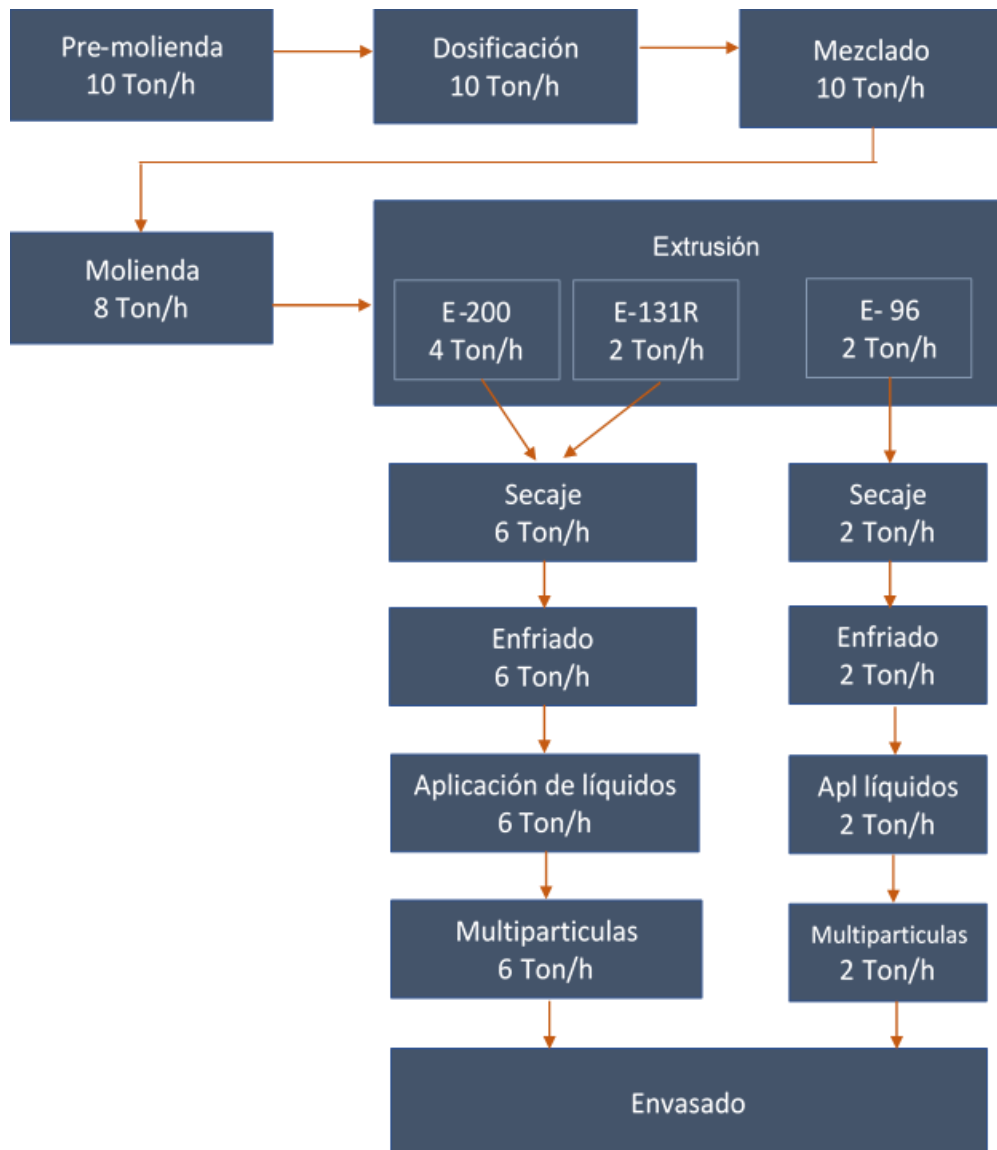 Pre-molienda
10 Ton/h
Dosificación
10 Ton/h
Mezclado
10 Ton/h
Molienda
8 Ton/h
Extrusión
E-200
4 Ton/h
E-131R
2 Ton/h
E- 96
2 Ton/h
Secaje
6 Ton/h
Secaje
2 Ton/h
Enfriado
6 Ton/h
Enfriado
2 Ton/h
Aplicación de líquidos
6 Ton/h
Apl líquidos
2 Ton/h
Multiparticulas
6 Ton/h
Multiparticulas
2 Ton/h
Envasado